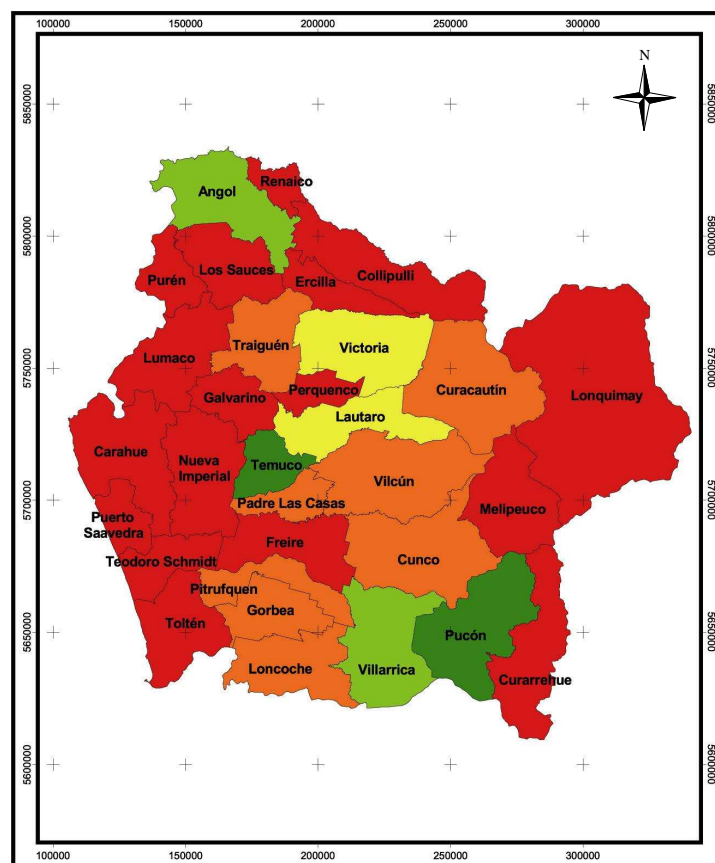 100000 150000 200000 250000 300000
N
5850000 5850000
Renaico
Angol
5800000 5800000
Los Sauces
Collipulli
Purén
Ercilla
Traiguén
Victoria
Lumaco
5750000 5750000
Curacautín
Perquenco
Lonquimay
Galvarino
Lautaro
Carahue
Nueva
Imperial
Temuco
Vilcún
5700000 5700000
Padre Las Casas
Melipeuco
Puerto
Saavedra
Freire
Teodoro Schmidt
Cunco
Pitrufquen
Gorbea
Toltén
5650000 5650000
Pucón
Loncoche
Villarrica
Curarrehue
5600000 5600000
100000 150000 200000 250000 300000